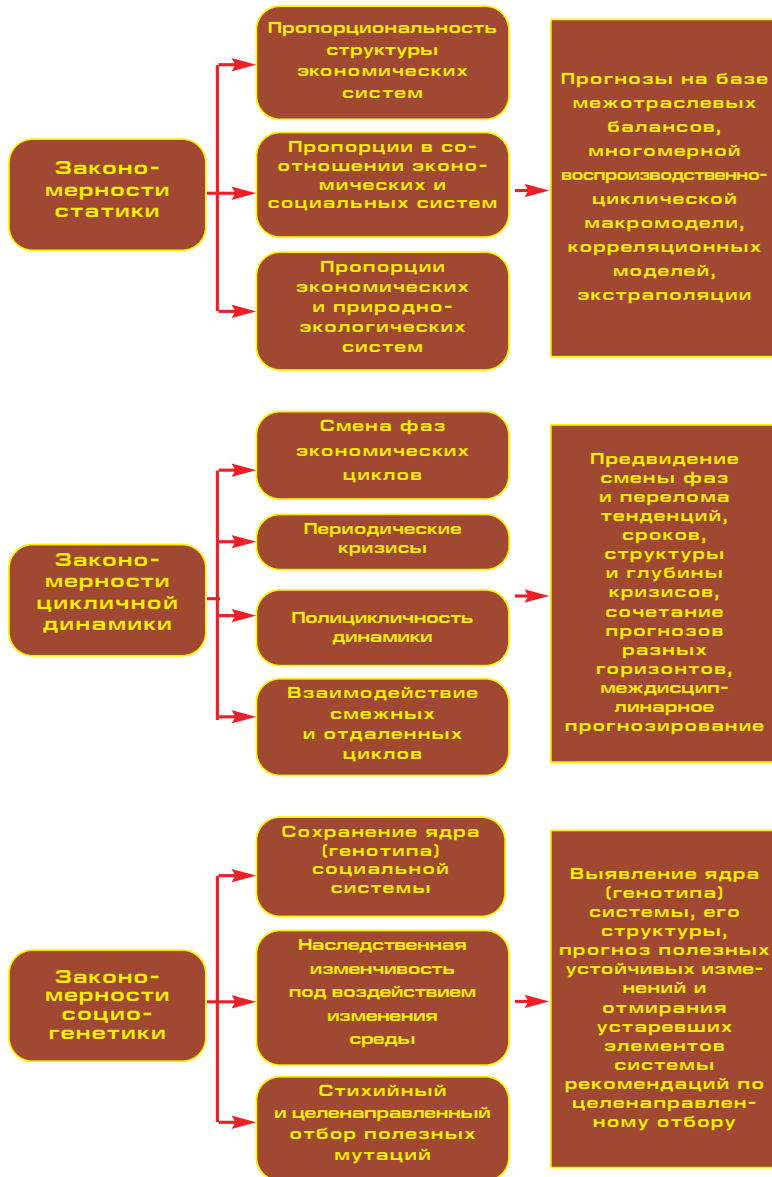 Законо-
мерности
статики
Пропорциональность
структуры
экономических
систем
Пропорции в со-
отношении эконо-
мических и
социальных систем
Пропорции
экономических
и природно-
экологических
систем
Прогнозы на базе
межотраслевых
балансов,
многомерной
воспроизводственно-
циклической
макромодели,
корреляционных
моделей,
экстраполяции
Законо-
мерности
цикличной
динамики
Смена фаз
экономических
циклов
Периодические
кризисы
Полицикличность
динамики
Взаимодействие
смежных
и отдаленных
циклов
Предвидение
смены фаз
и перелома
тенденций,
сроков,
структуры
и глубины
кризисов,
сочетание
прогнозов
разных
горизонтов,
междисцип-
линарное
прогнозирование
Законо-
мерности
социо-
генетики
Сохранение ядра
(генотипа)
социальной
системы
Наследственная
изменчивость
под воздействием
изменения
среды
Стихийный
и целенаправленный
отбор полезных
мутаций
Выявление ядра
(генотипа)
системы, его
структуры,
прогноз полезных
устойчивых изме-
нений и
отмирания
устаревших
элементов
системы
рекомендаций по
целенаправлен-
ному отбору